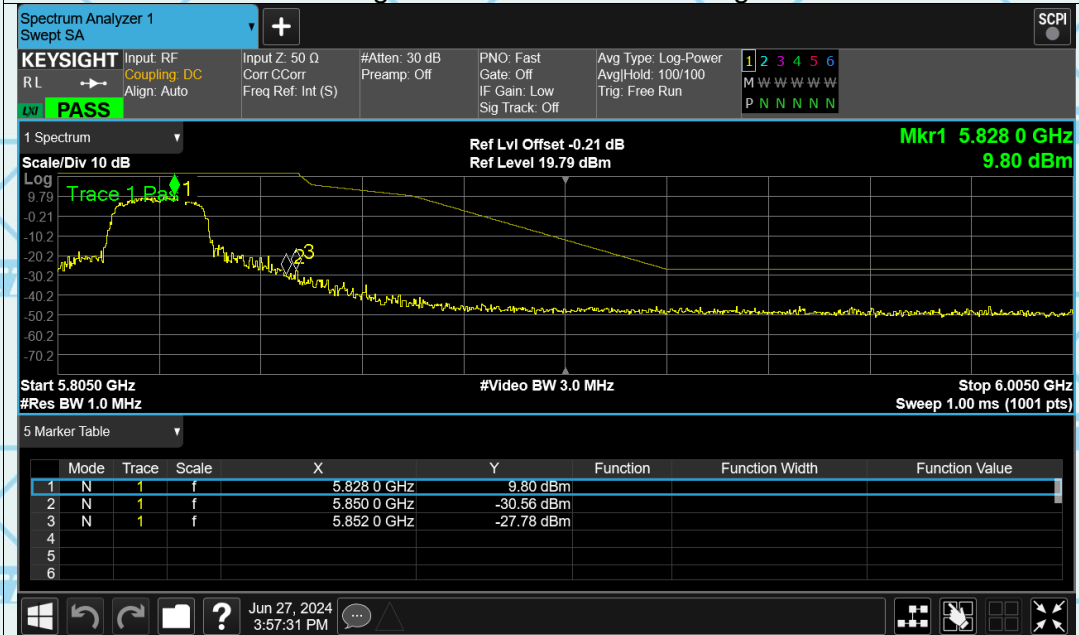 Spectrum Analyzer 1
Swept SA
+
SCPI
KEYSIGHT
RL
LXI PASS
Input: RF
Coupling: DC
Align: Auto
Input Z: 50 Ω
Corr CCorr
Freq Ref: Int (S)
#Atten: 30 dB
Preamp: Off
PNO: Fast
Gate: Off
IF Gain: Low
Sig Track: Off
Avg Type: Log-Power
Avg|Hold: 100/100
Trig: Free Run
1 2 3 4 5 6
M W W W W W
P N N N N N
1 Spectrum
Scale/Div 10 dB
Ref Lvl Offset -0.21 dB
Ref Level 19.79 dBm
Mkr1 5.828 0 GHz
9.80 dBm
Log
Trace 1 Pas
1
2
3
9.79
-0.21
-10.2
-20.2
-30.2
-40.2
-50.2
-60.2
-70.2
Start 5.8050 GHz
#Video BW 3.0 MHz
Stop 6.0050 GHz
#Res BW 1.0 MHz
Sweep 1.00 ms (1001 pts)
5 Marker Table
Mode Trace Scale X Y Function Function Width Function Value
1 N 1 f 5.828 0 GHz 9.80 dBm
2 N 1 f 5.850 0 GHz -30.56 dBm
3 N 1 f 5.852 0 GHz -27.78 dBm
4
5
6
?
Jun 27, 2024
3:57:31 PM